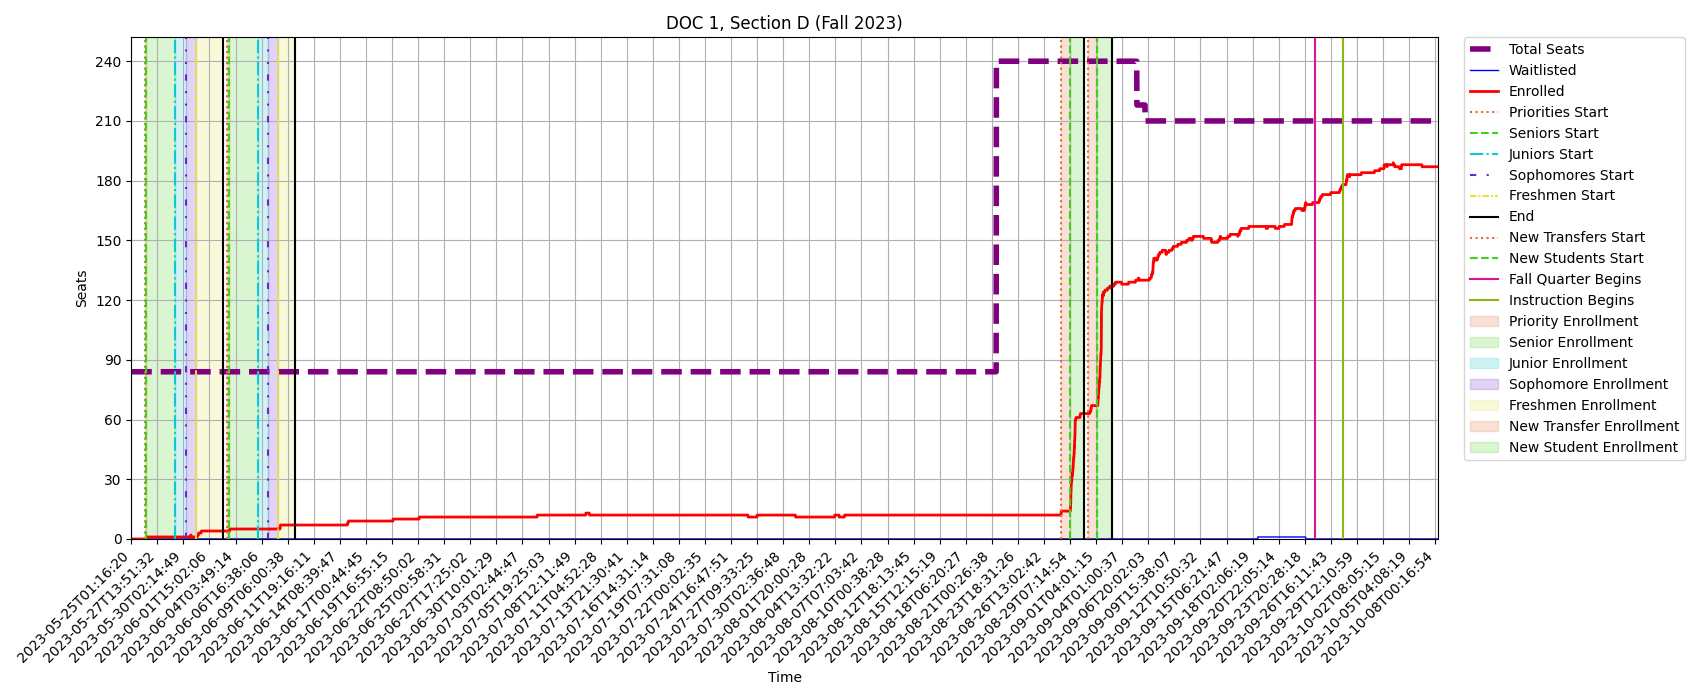 DOC 1, Section D (Fall 2023)
Seats
240
210
180
150
120
90
60
30
0
2023-05-25T01:16:20
2023-05-27T13:51:32
2023-05-30T02:14:49
2023-06-01T15:02:06
2023-06-04T03:49:14
2023-06-06T16:38:06
2023-06-09T06:00:38
2023-06-11T19:16:11
2023-06-14T08:39:47
2023-06-17T00:44:45
2023-06-19T16:55:15
2023-06-22T08:50:02
2023-06-25T00:58:31
2023-06-27T17:25:02
2023-06-30T10:01:29
2023-07-03T02:44:47
2023-07-05T19:25:03
2023-07-08T12:11:49
2023-07-11T04:52:28
2023-07-13T21:30:41
2023-07-16T14:31:14
2023-07-19T07:31:08
2023-07-22T00:02:35
2023-07-24T16:47:51
2023-07-27T09:33:25
2023-07-30T02:36:48
2023-08-01T20:00:28
2023-08-04T13:32:22
2023-08-07T07:03:42
2023-08-10T00:38:28
2023-08-12T18:13:45
2023-08-15T12:15:19
2023-08-18T06:20:27
2023-08-21T00:26:38
2023-08-23T18:31:26
2023-08-26T13:02:42
2023-08-29T07:14:54
2023-09-01T04:01:15
2023-09-04T01:00:37
2023-09-06T20:02:03
2023-09-09T15:38:07
2023-09-12T10:50:32
2023-09-15T06:21:47
2023-09-18T02:06:19
2023-09-20T22:05:14
2023-09-23T20:28:18
2023-09-26T16:11:43
2023-09-29T12:10:59
2023-10-02T08:05:15
2023-10-05T04:08:19
2023-10-08T00:16:54
Time
Total Seats
Waitlisted
Enrolled
Priorities Start
Seniors Start
Juniors Start
Sophomores Start
Freshmen Start
End
New Transfers Start
New Students Start
Fall Quarter Begins
Instruction Begins
Priority Enrollment
Senior Enrollment
Junior Enrollment
Sophomore Enrollment
Freshmen Enrollment
New Transfer Enrollment
New Student Enrollment